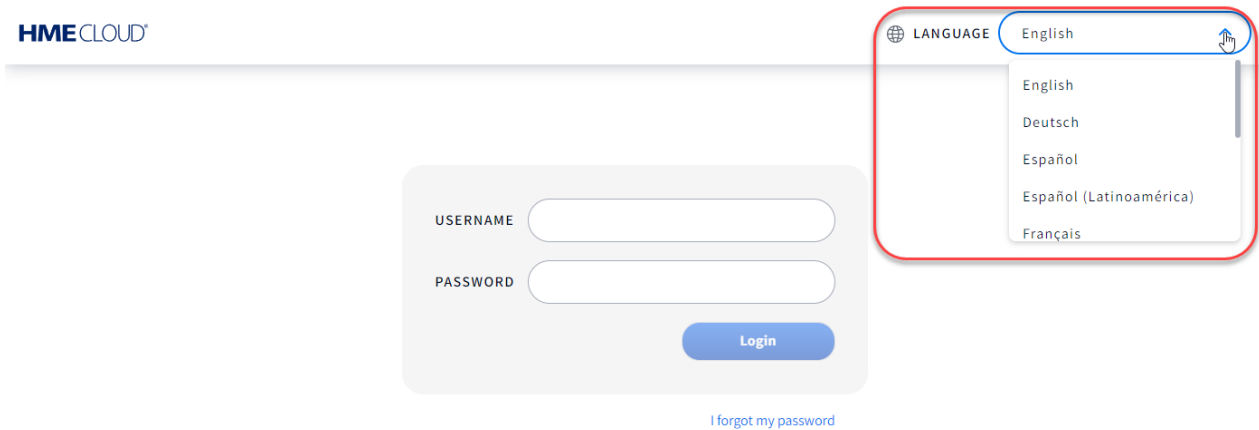 HMECLOUD®
LANGUAGE English
English
Deutsch
Español
Español (Latinoamérica)
Français
USERNAME
PASSWORD
Login
I forgot my password